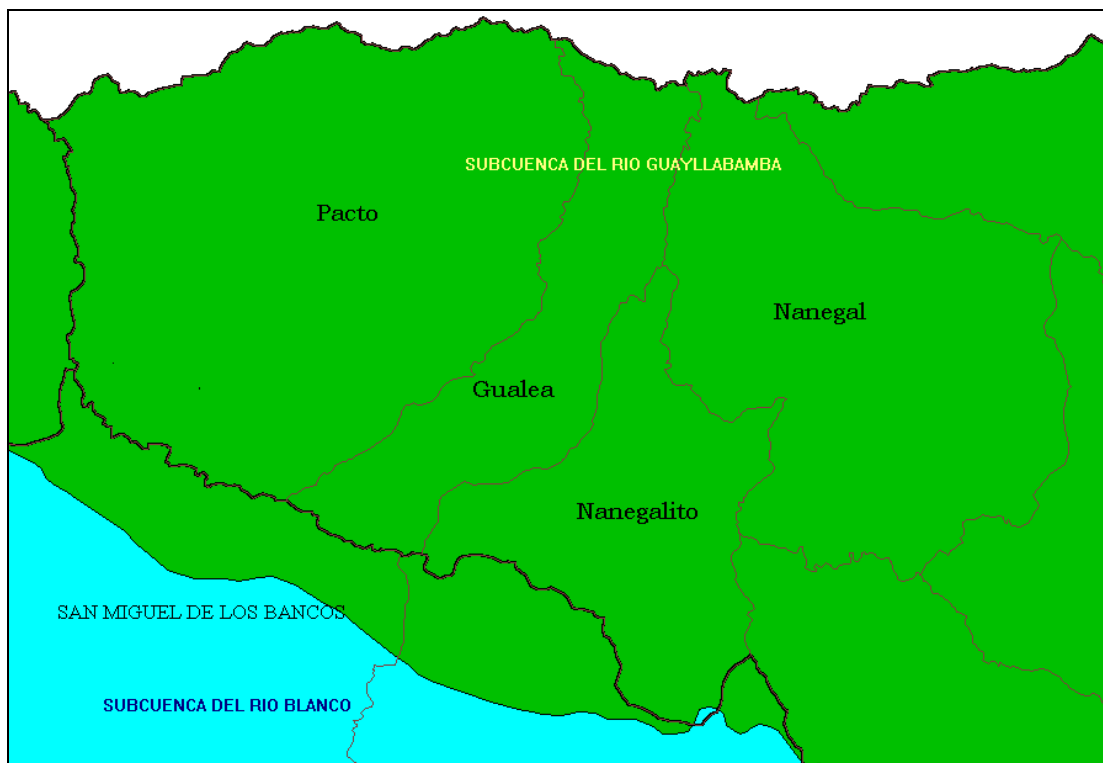 SUBCUENCA DEL RIO GUAYLLABAMBA
Pacto
Nanegal
Gualea
Nanegalito
SAN MIGUEL DE LOS BANCOS
SUBCUENCA DEL RIO BLANCO